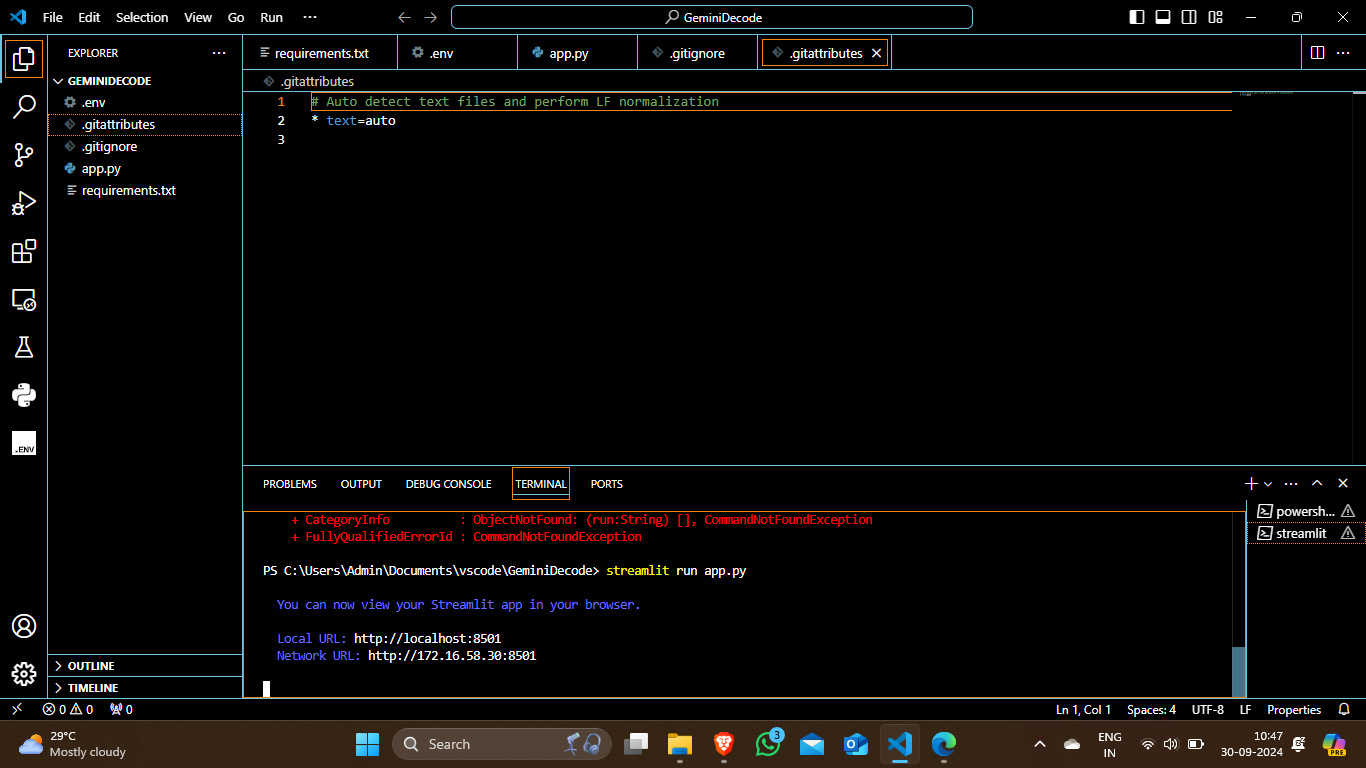 File Edit Selection View Go Run ···
GeminiDecode
EXPLORER ···
GEMINIDECODE
.env
.gitattributes
.gitignore
app.py
requirements.txt
OUTLINE
TIMELINE
.ENV
requirements.txt .env app.py .gitignore .gitattributes
.gitattributes
1 # Auto detect text files and perform LF normalization
2 * text=auto
3
PROBLEMS OUTPUT DEBUG CONSOLE TERMINAL PORTS
+ CategoryInfo : ObjectNotFound: (run:String) [], CommandNotFoundException
+ FullyQualifiedErrorId : CommandNotFoundException
PS C:\Users\Admin\Documents\vscode\GeminiDecode> streamlit run app.py
You can now view your Streamlit app in your browser.
Local URL: http://localhost:8501
Network URL: http://172.16.58.30:8501
powersh...
streamlit
0 0 0
Ln 1, Col 1 Spaces: 4 UTF-8 LF Properties
29°C
Mostly cloudy
Search
3
ENG
IN
10:47
30-09-2024
PRE